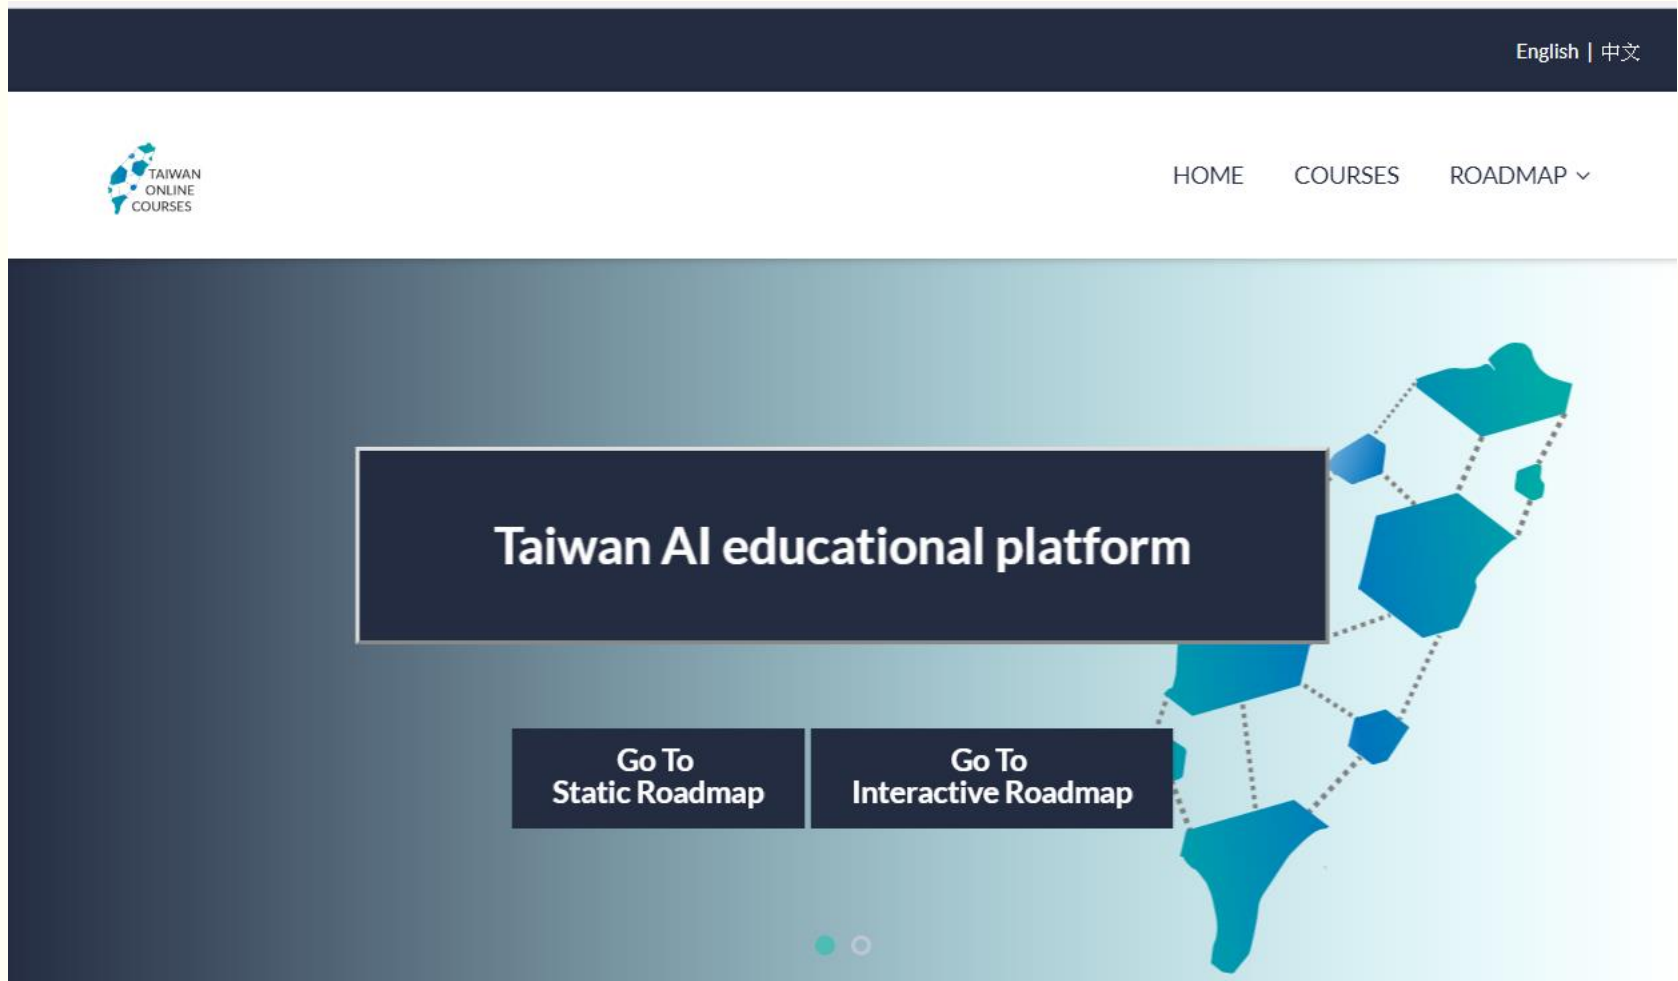 English | 中文
TAIWAN
ONLINE
COURSES
HOME COURSES ROADMAP
Taiwan AI educational platform
Go To
Static Roadmap
Go To
Interactive Roadmap